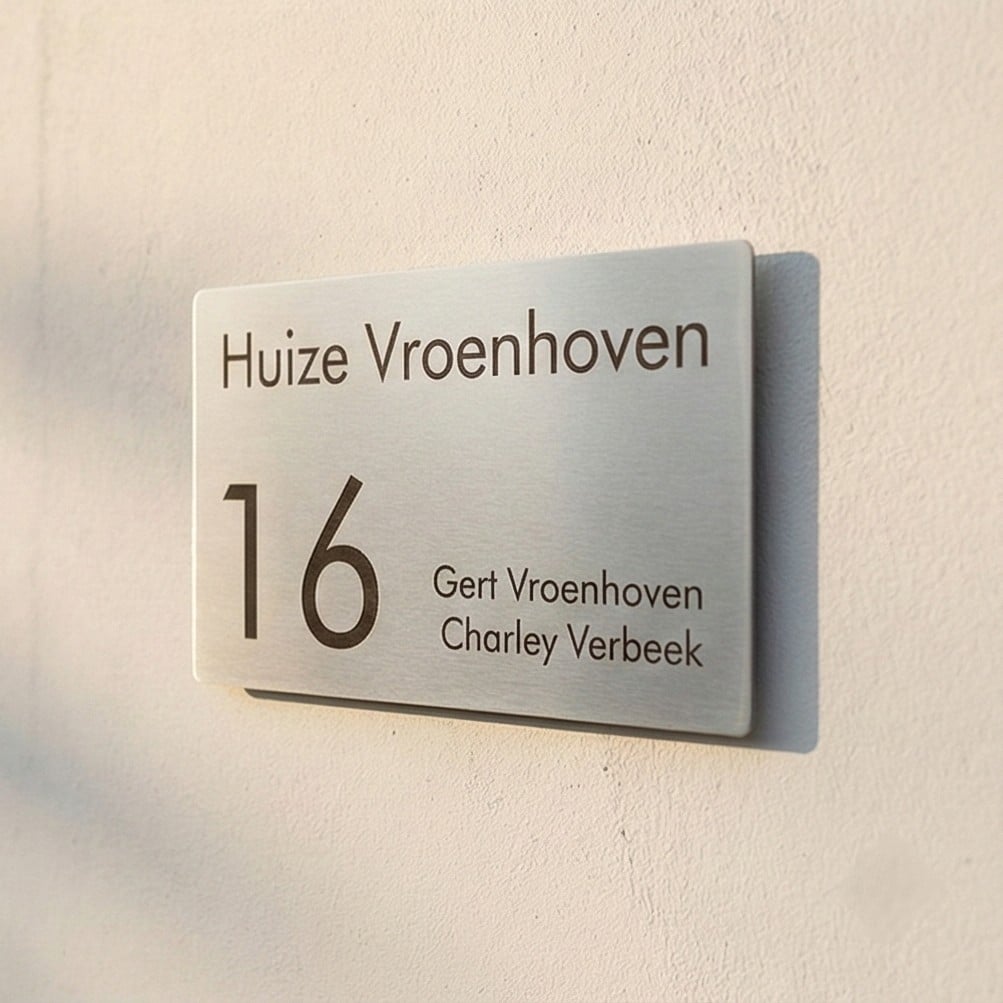 Huize Vroenhoven
16
Gert Vroenhoven
Charley Verbeek